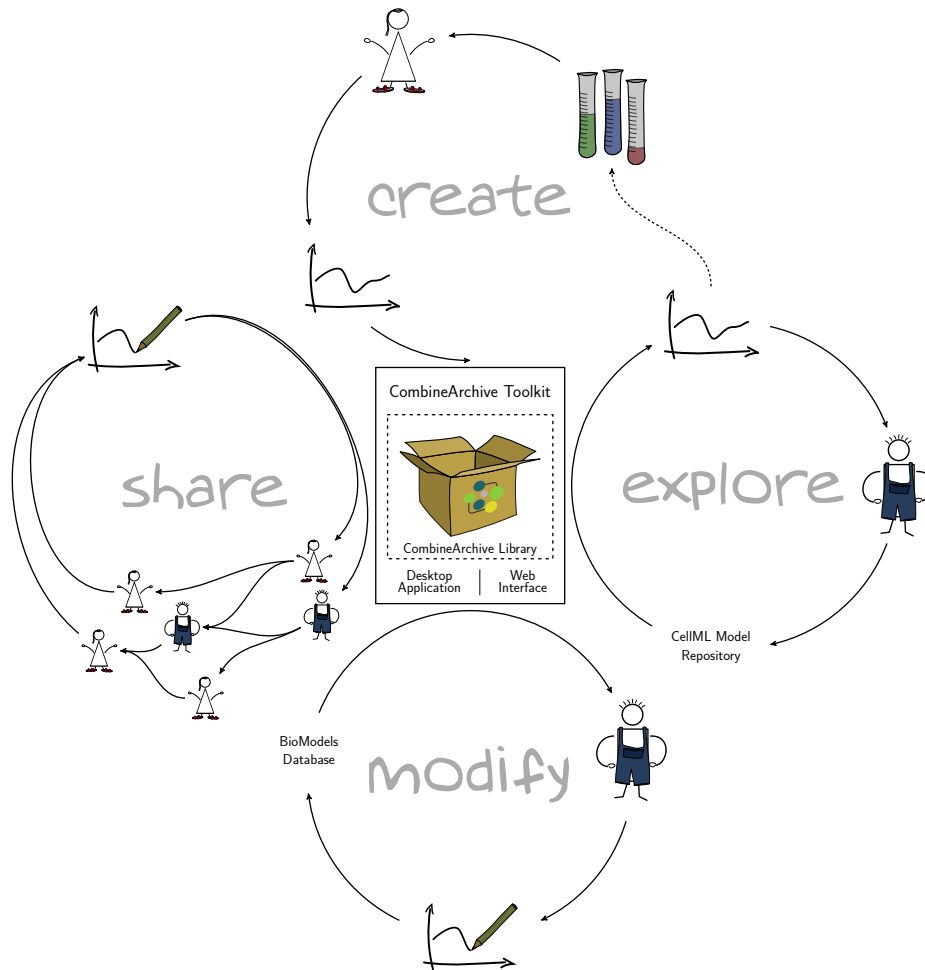 create
CombineArchive Toolkit
share
explore
CombineArchive Library
Desktop
Application
Web
Interface
CellML Model
Repository
BioModels
Database
modify